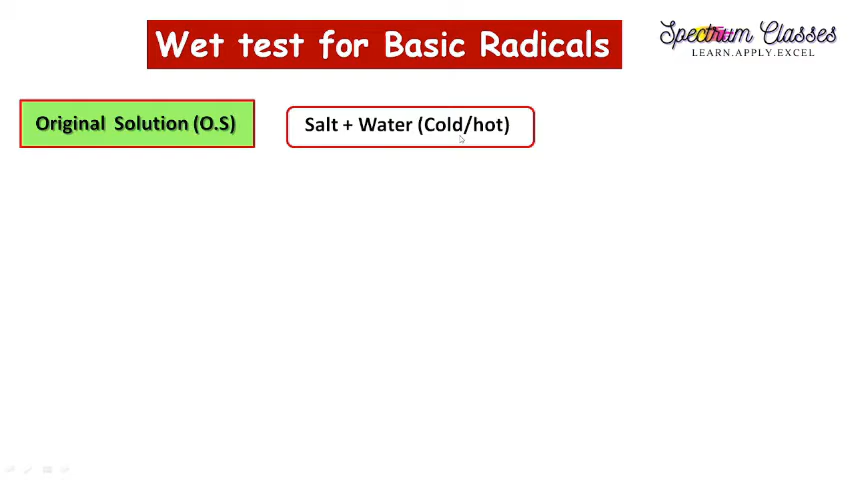 Wet test for Basic Radicals
Spectrum Classes
LEARN.APPLY.EXCEL
Original Solution (O.S)
Salt + Water (Cold/hot)